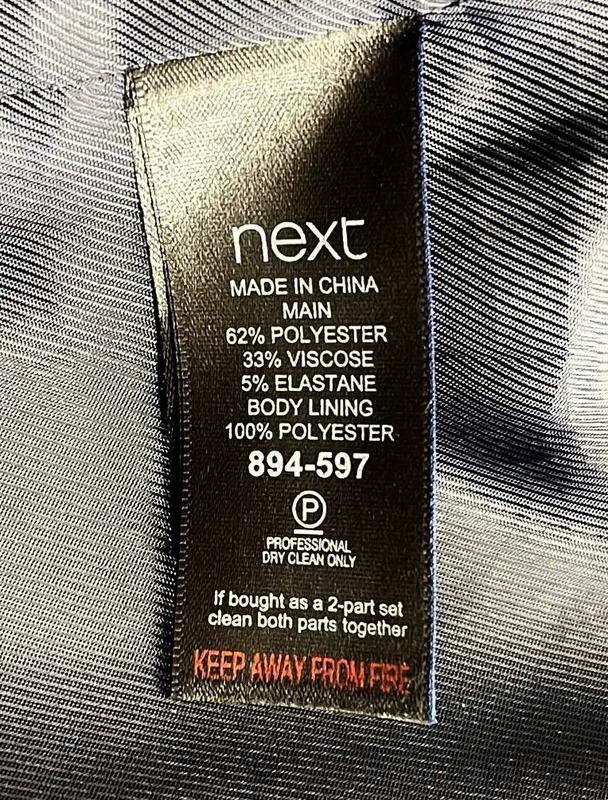 next
MADE IN CHINA
MAIN
62% POLYESTER
33% VISCOSE
5% ELASTANE
BODY LINING
100% POLYESTER
894-597
P
PROFESSIONAL
DRY CLEAN ONLY
If bought as a 2-part set
clean both parts together
KEEP AWAY FROM FIRE